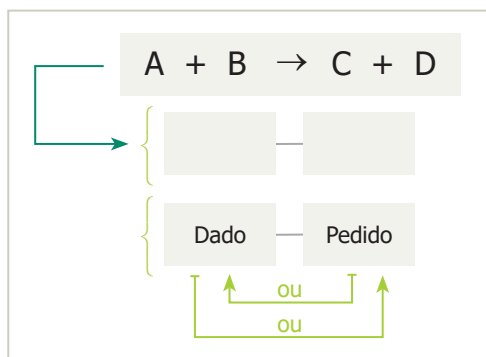 A + B → C + D
Dado Pedido
ou
ou